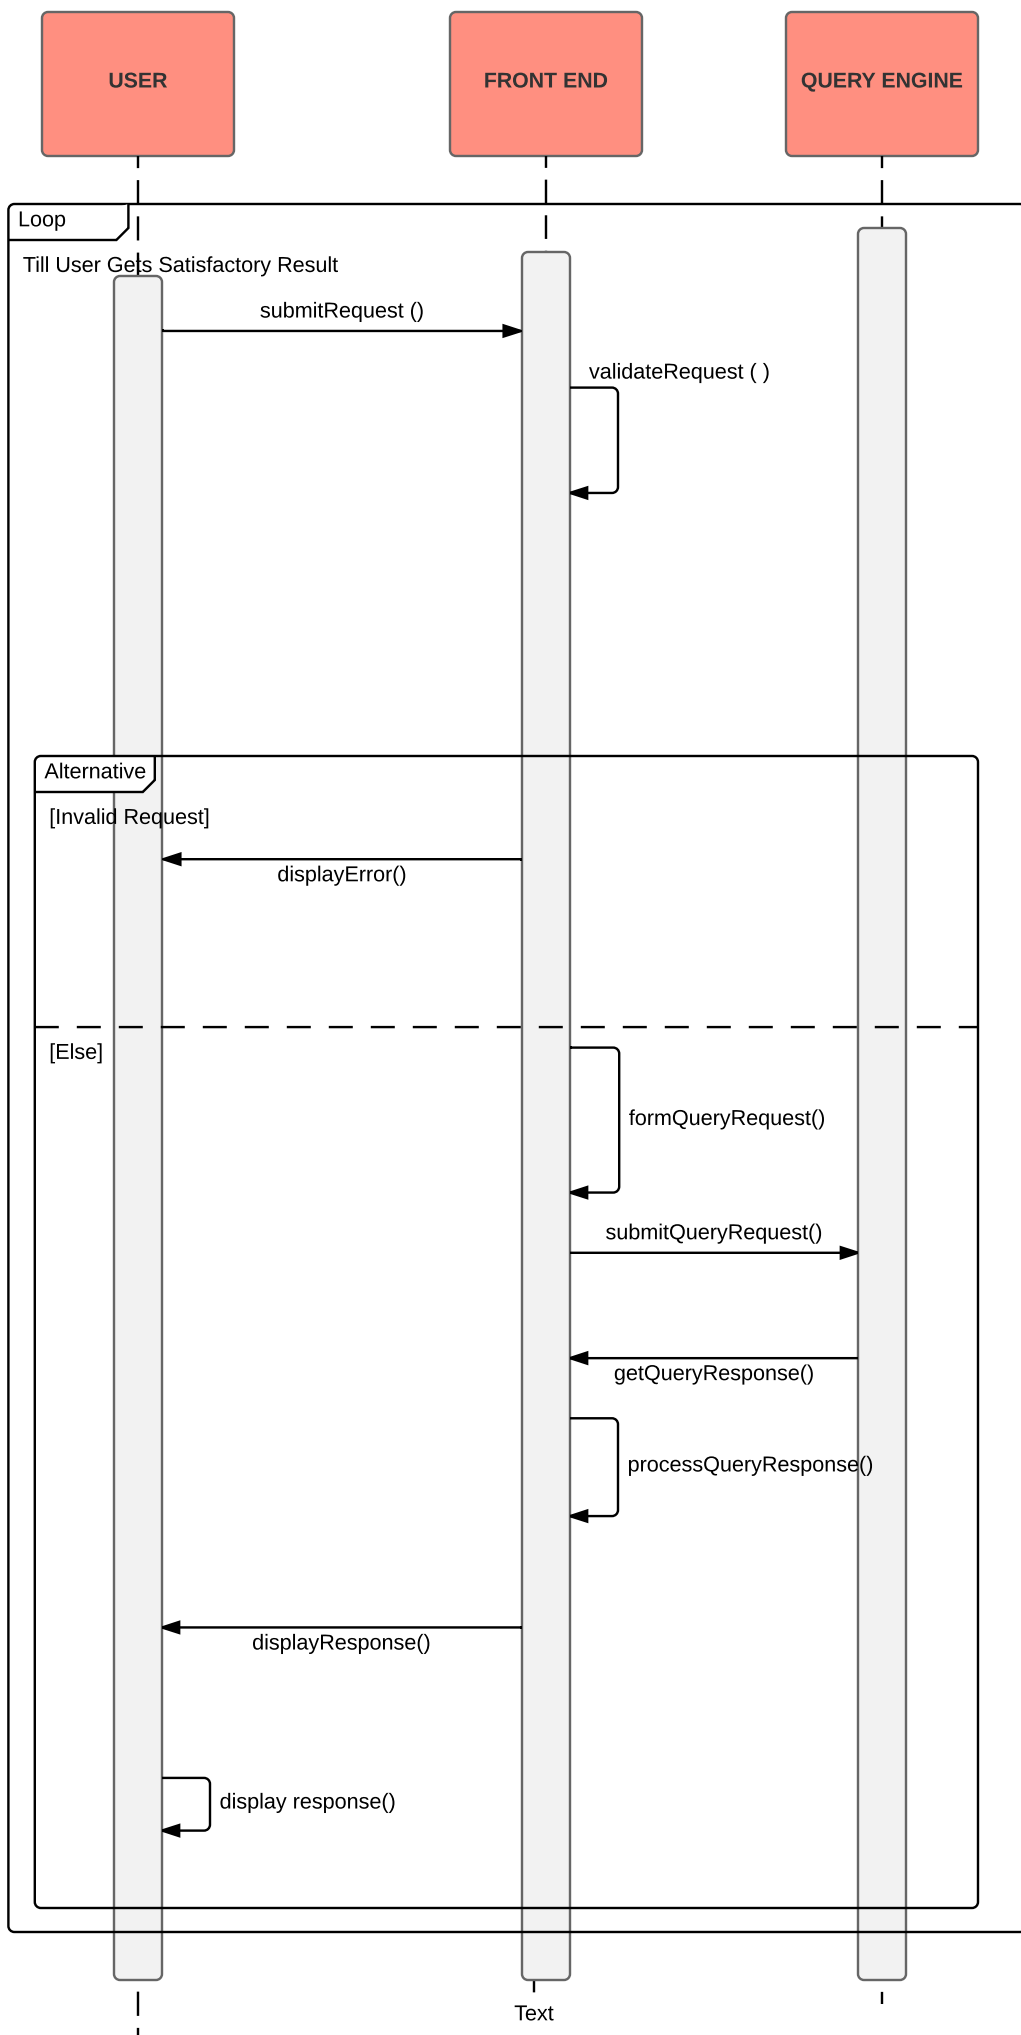 USER
FRONT END
QUERY ENGINE
Loop
Till User Gets Satisfactory Result
submitRequest ()
validateRequest ( )
Alternative
[Invalid Request]
displayError()
[Else]
formQueryRequest()
submitQueryRequest()
getQueryResponse()
processQueryResponse()
displayResponse()
display response()
Text